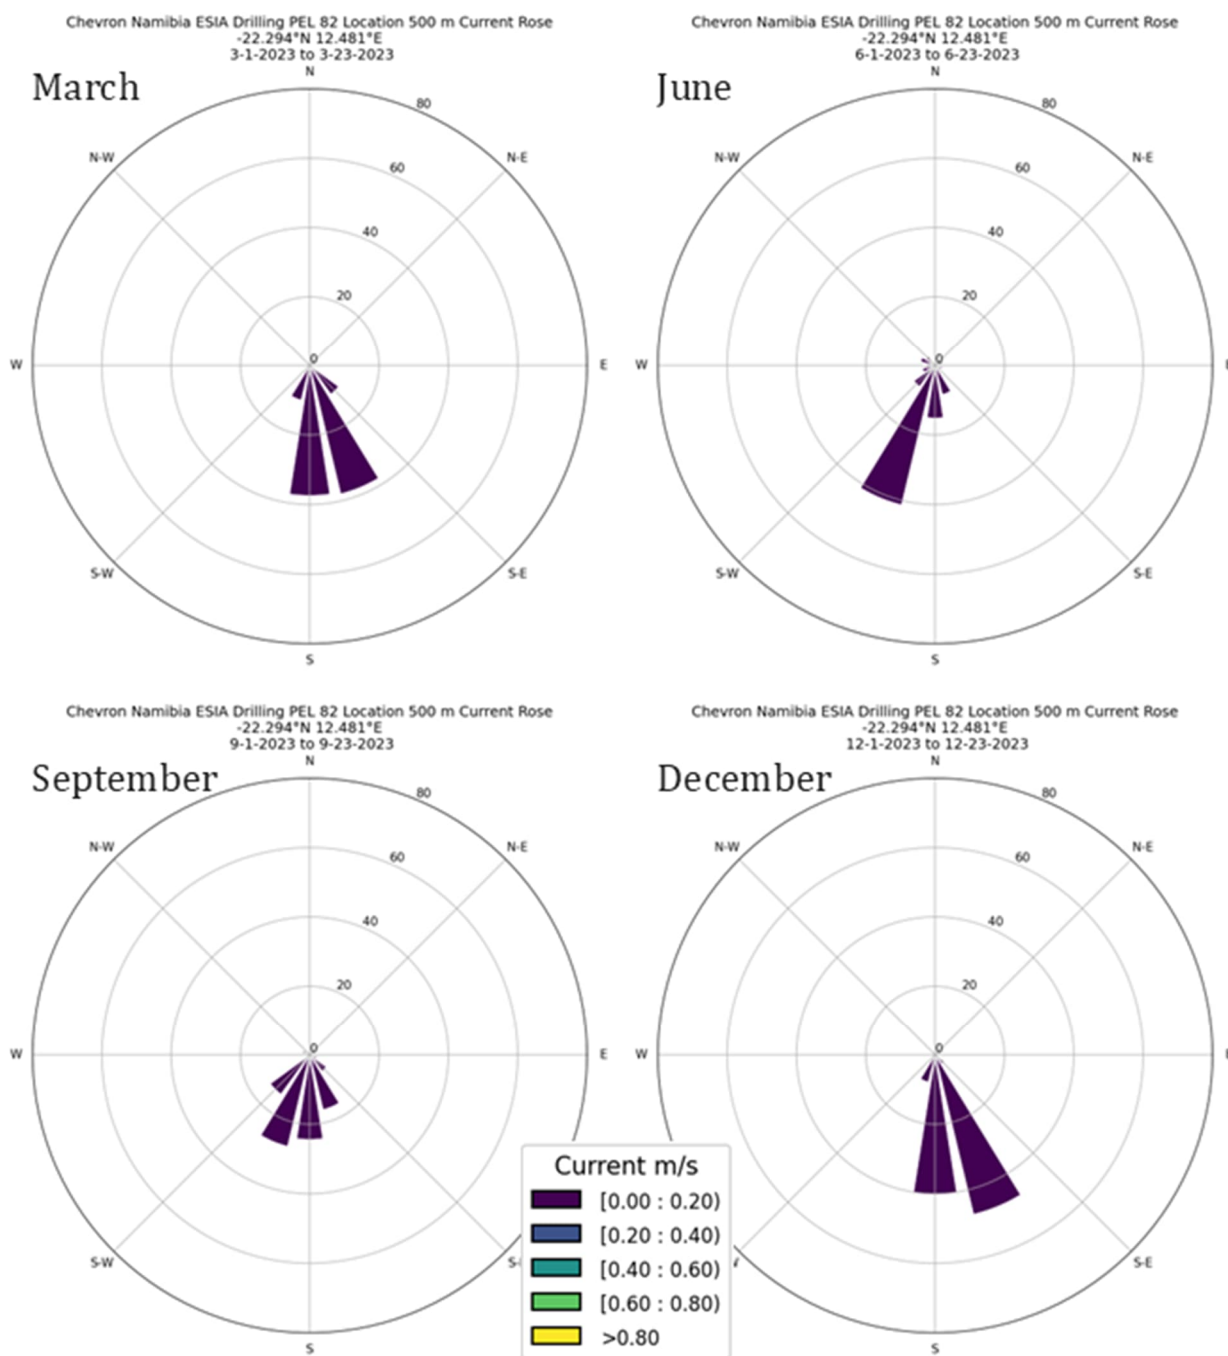 Chevron Namibia ESIA Drilling PEL 82 Location 500 m Current Rose
-22.294°N 12.481°E
3-1-2023 to 3-23-2023
March
N
N-E
E
S-E
S
S-W
W
N-W
0
20
40
60
80
Chevron Namibia ESIA Drilling PEL 82 Location 500 m Current Rose
-22.294°N 12.481°E
6-1-2023 to 6-23-2023
June
N
N-E
S-E
S
S-W
W
N-W
0
20
40
60
80
Chevron Namibia ESIA Drilling PEL 82 Location 500 m Current Rose
-22.294°N 12.481°E
9-1-2023 to 9-23-2023
September
N
N-E
E
S
S-W
W
N-W
0
20
40
60
80
Chevron Namibia ESIA Drilling PEL 82 Location 500 m Current Rose
-22.294°N 12.481°E
12-1-2023 to 12-23-2023
December
N
N-E
S-E
S
W
N-W
0
20
40
60
80
Current m/s
[0.00 : 0.20)
[0.20 : 0.40)
[0.40 : 0.60)
[0.60 : 0.80)
>0.80